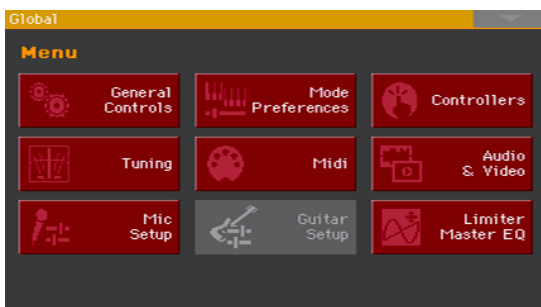 Global
Menu
General
Controls
Mode
Preferences
Controllers
Tuning
Midi
Audio
& Video
Mic
Setup
Guitar
Setup
Limiter
Master EQ